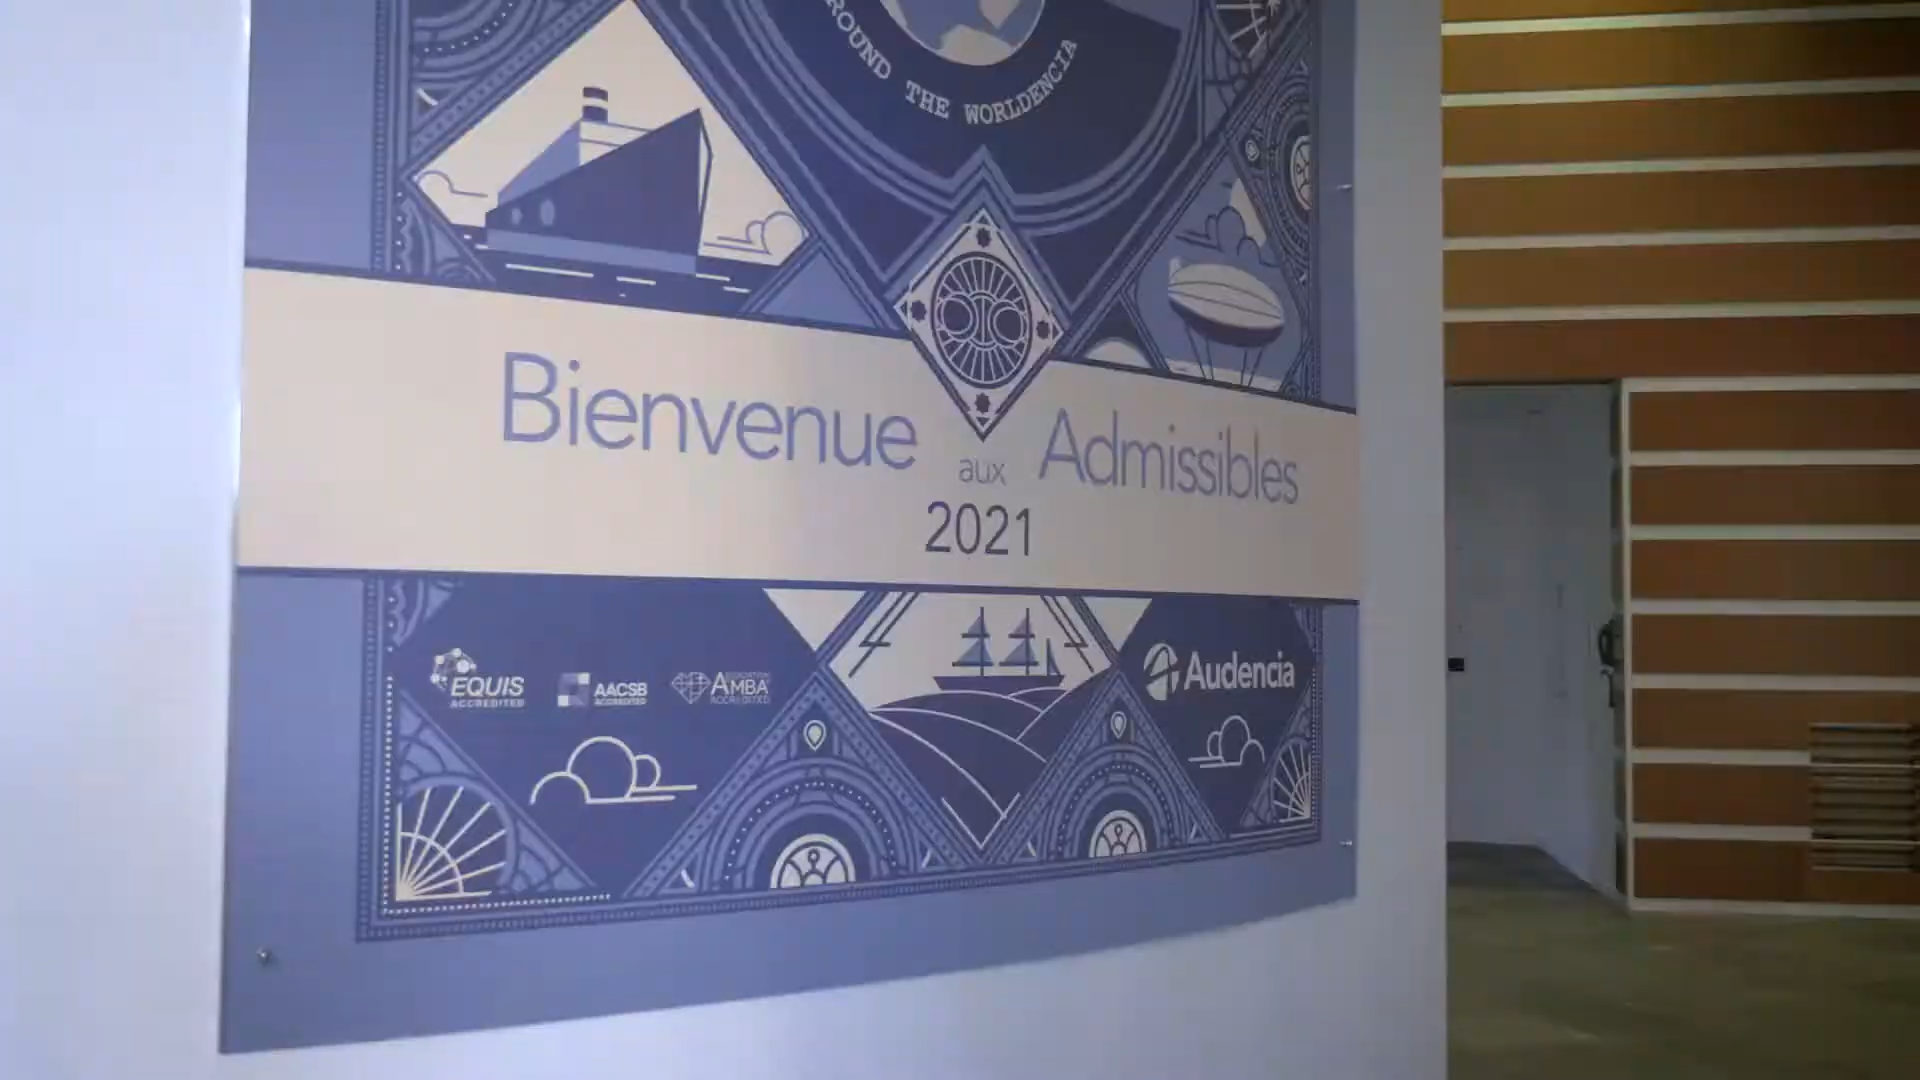 ROUND THE WORLDENCIA
Bienvenue aux Admissibles
2021
EQUIS
ACCREDITED
AACSB
ACCREDITED
AMBA
ACCREDITED
Audencia